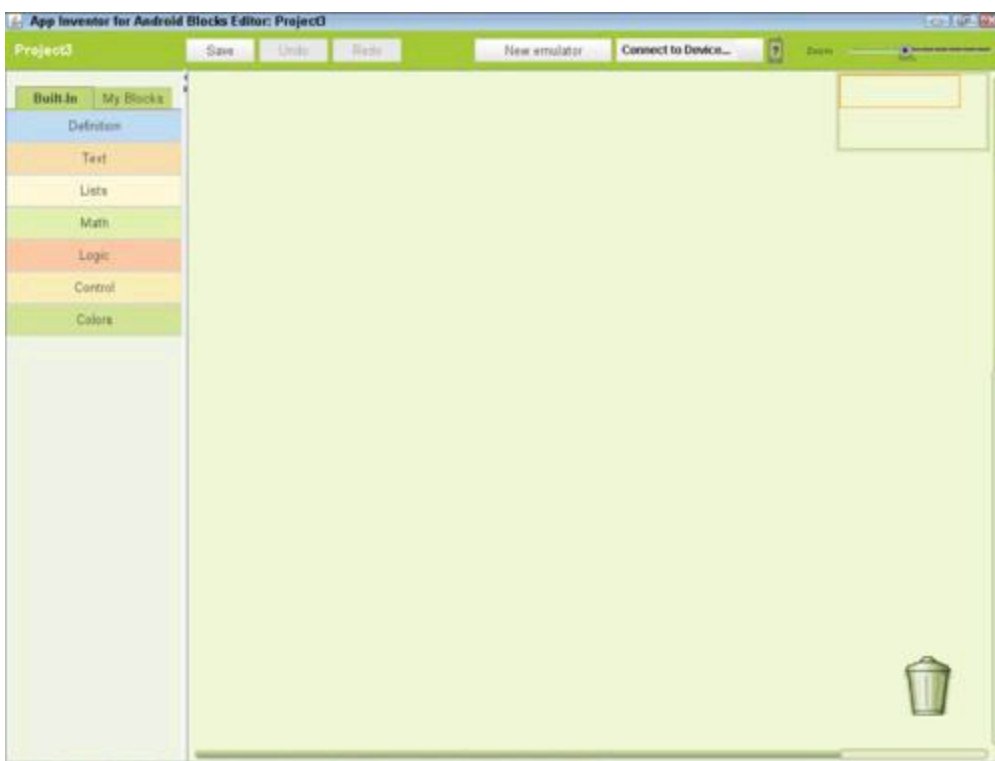 App Inventor for Android Blocks Editor: Project3
Project3 Save Undo Redo New emulator Connect to Device... ? Zoom
Built-In My Blocks
Definition
Text
Lists
Math
Logic
Control
Colors